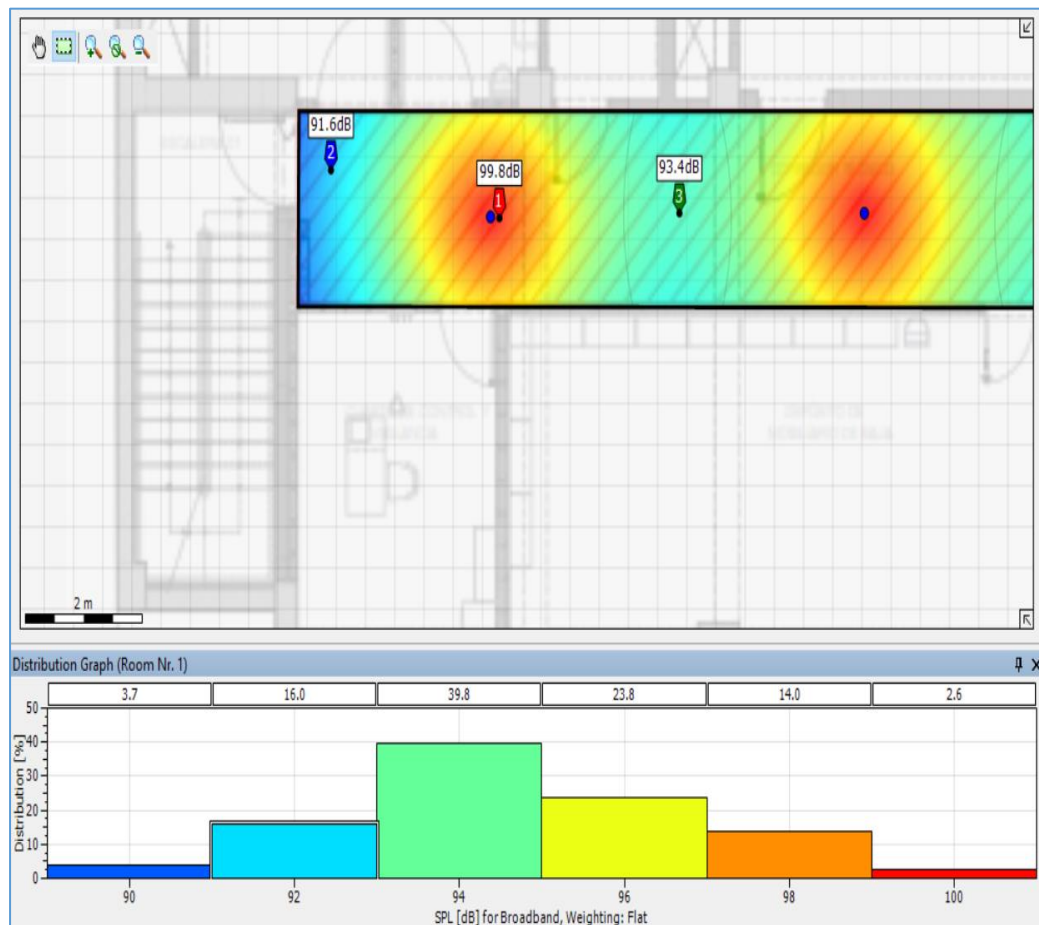 91.6dB
2
99.8dB
1
93.4dB
3
2 m
Distribution Graph (Room Nr. 1)
3.7 16.0 39.8 23.8 14.0 2.6
50
40
30
20
10
0
Distribution [%]
90 92 94 96 98 100
SPL [dB] for Broadband, Weighting: Flat